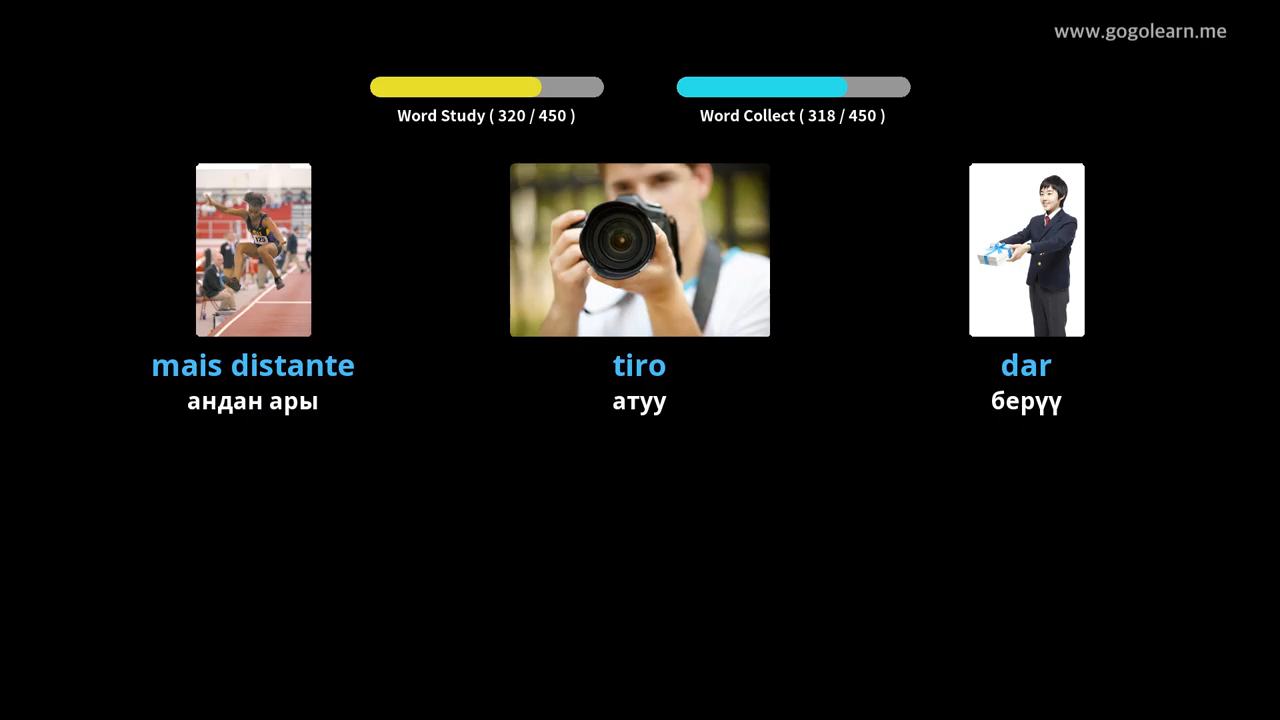 www.gogolearn.me
Word Study ( 320 / 450 )
Word Collect ( 318 / 450 )
mais distante
андан ары
tiro
атуу
dar
берүү